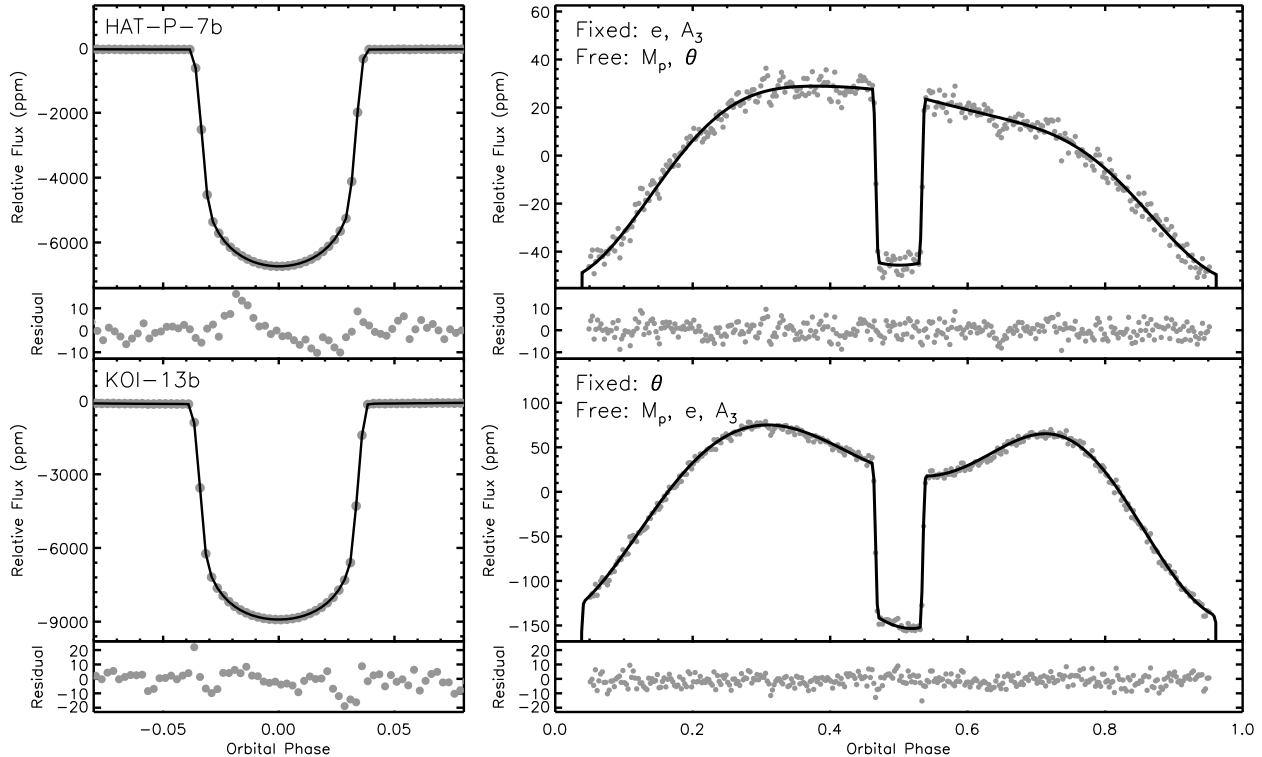 HAT-P-7b
0
-2000
-4000
-6000
Relative Flux (ppm)
10
0
-10
Residual
60
40
20
0
-20
-40
Relative Flux (ppm)
Fixed: e, A₃
Free: Mₚ, θ
10
0
-10
Residual
KOI-13b
0
-3000
-6000
-9000
Relative Flux (ppm)
20
10
0
-10
-20
Residual
-0.05 0.00 0.05
Orbital Phase
100
50
0
-50
-100
-150
Relative Flux (ppm)
Fixed: θ
Free: Mₚ, e, A₃
20
10
0
-10
-20
Residual
0.0 0.2 0.4 0.6 0.8 1.0
Orbital Phase